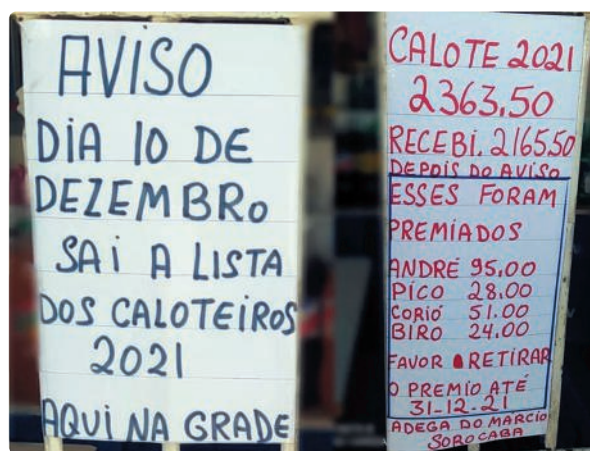 AVISO
DIA 10 DE
DEZEMBRO
SAI A LISTA
DOS CALOTEIROS
2021
AQUI NA GRADE
CALOTE 2021
2363,50
RECEBI. 2165,50
DEPOIS DO AVISO
ESSES FORAM
PREMIADOS
ANDRÉ 95,00
PICO 28,00
CORIÓ 51,00
BIRO 24,00
FAVOR RETIRAR
O PREMIO ATÉ
31-12-21
ADEGA DO MARCIO
SOROCABA